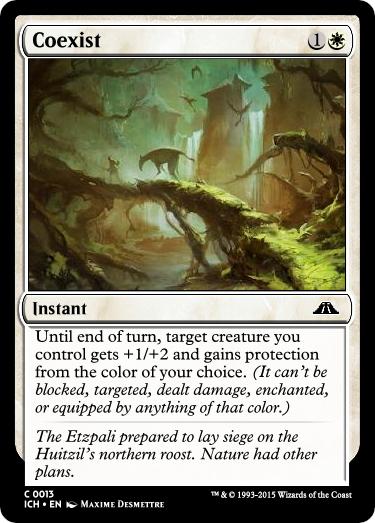 Coexist 1
Instant
Until end of turn, target creature you
control gets +1/+2 and gains protection
from the color of your choice. (It can't be
blocked, targeted, dealt damage, enchanted,
or equipped by anything of that color.)
The Etzpali prepared to lay siege on the
Huitzil's northern roost. Nature had other
plans.
C 0013
ICH • EN Maxime Desmettre
™ & © 1993-2015 Wizards of the Coast